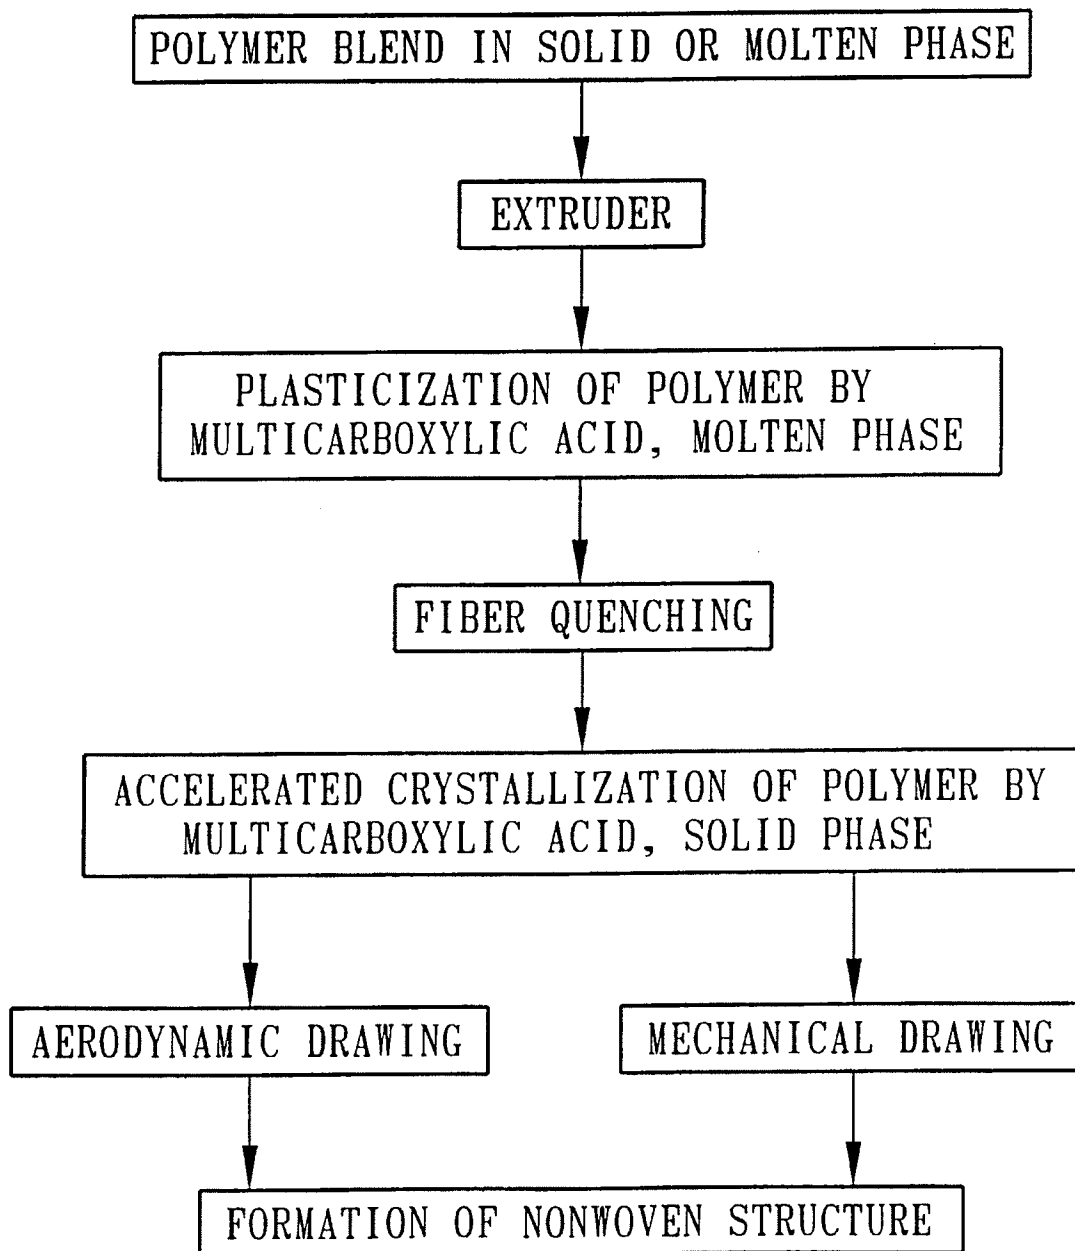 POLYMER BLEND IN SOLID OR MOLTEN PHASE
EXTRUDER
PLASTICIZATION OF POLYMER BY
MULTICARBOXYLIC ACID, MOLTEN PHASE
FIBER QUENCHING
ACCELERATED CRYSTALLIZATION OF POLYMER BY
MULTICARBOXYLIC ACID, SOLID PHASE
AERODYNAMIC DRAWING
MECHANICAL DRAWING
FORMATION OF NONWOVEN STRUCTURE